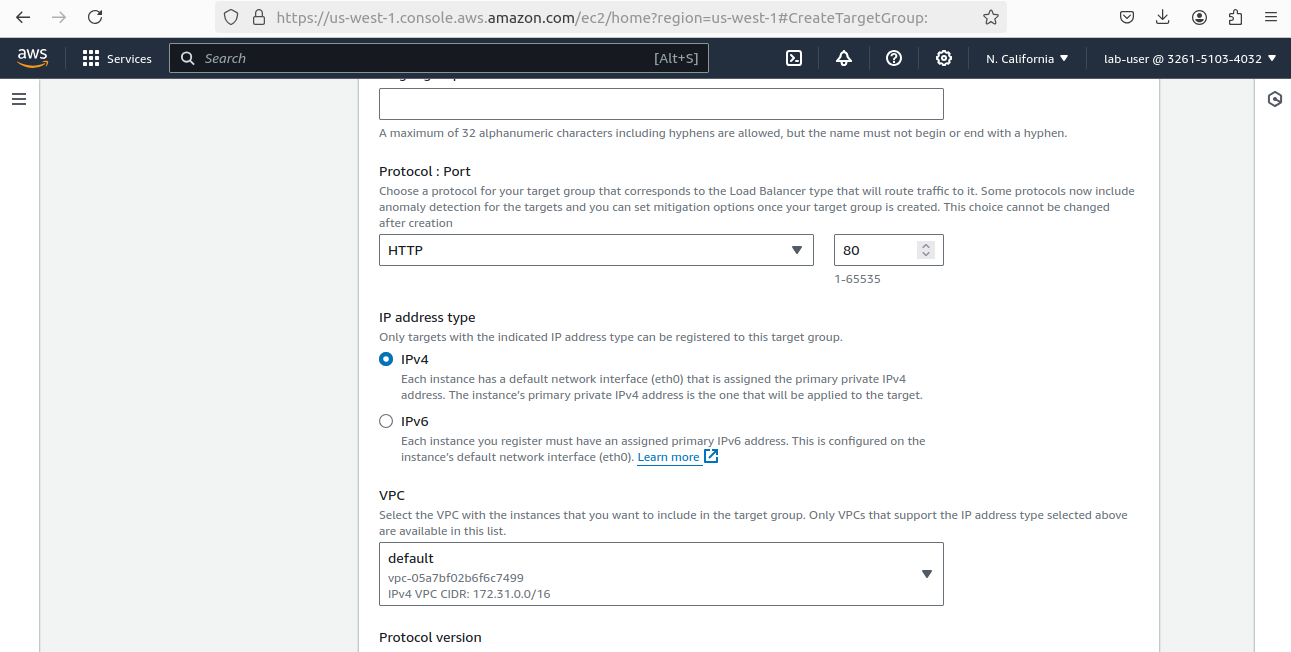 https://us-west-1.console.aws.amazon.com/ec2/home?region=us-west-1#CreateTargetGroup:
aws
Services
Search
[Alt+S]
N. California
lab-user @ 3261-5103-4032
A maximum of 32 alphanumeric characters including hyphens are allowed, but the name must not begin or end with a hyphen.
Protocol : Port
Choose a protocol for your target group that corresponds to the Load Balancer type that will route traffic to it. Some protocols now include
anomaly detection for the targets and you can set mitigation options once your target group is created. This choice cannot be changed
after creation
HTTP
80
1-65535
IP address type
Only targets with the indicated IP address type can be registered to this target group.
IPv4
Each instance has a default network interface (eth0) that is assigned the primary private IPv4
address. The instance's primary private IPv4 address is the one that will be applied to the target.
IPv6
Each instance you register must have an assigned primary IPv6 address. This is configured on the
instance's default network interface (eth0). Learn more
VPC
Select the VPC with the instances that you want to include in the target group. Only VPCs that support the IP address type selected above
are available in this list.
default
vpc-05a7bf02b6f6c7499
IPv4 VPC CIDR: 172.31.0.0/16
Protocol version